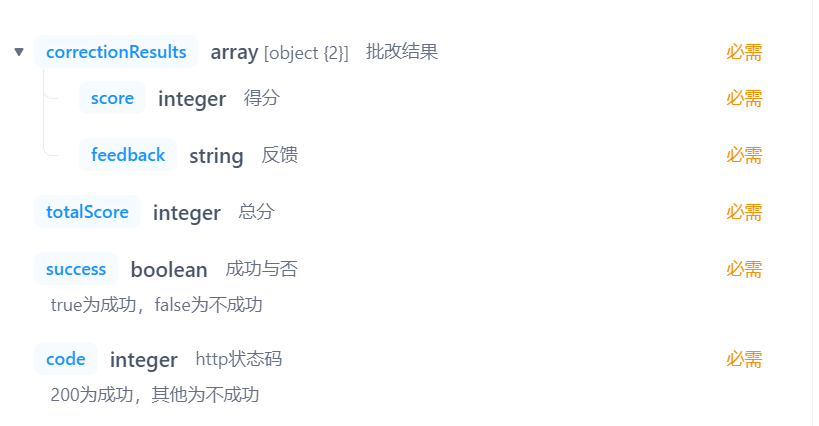 correctionResults array [object {2}] 批改结果 必需
score integer 得分 必需
feedback string 反馈 必需
totalScore integer 总分 必需
success boolean 成功与否 必需
true为成功，false为不成功
code integer http状态码 必需
200为成功，其他为不成功